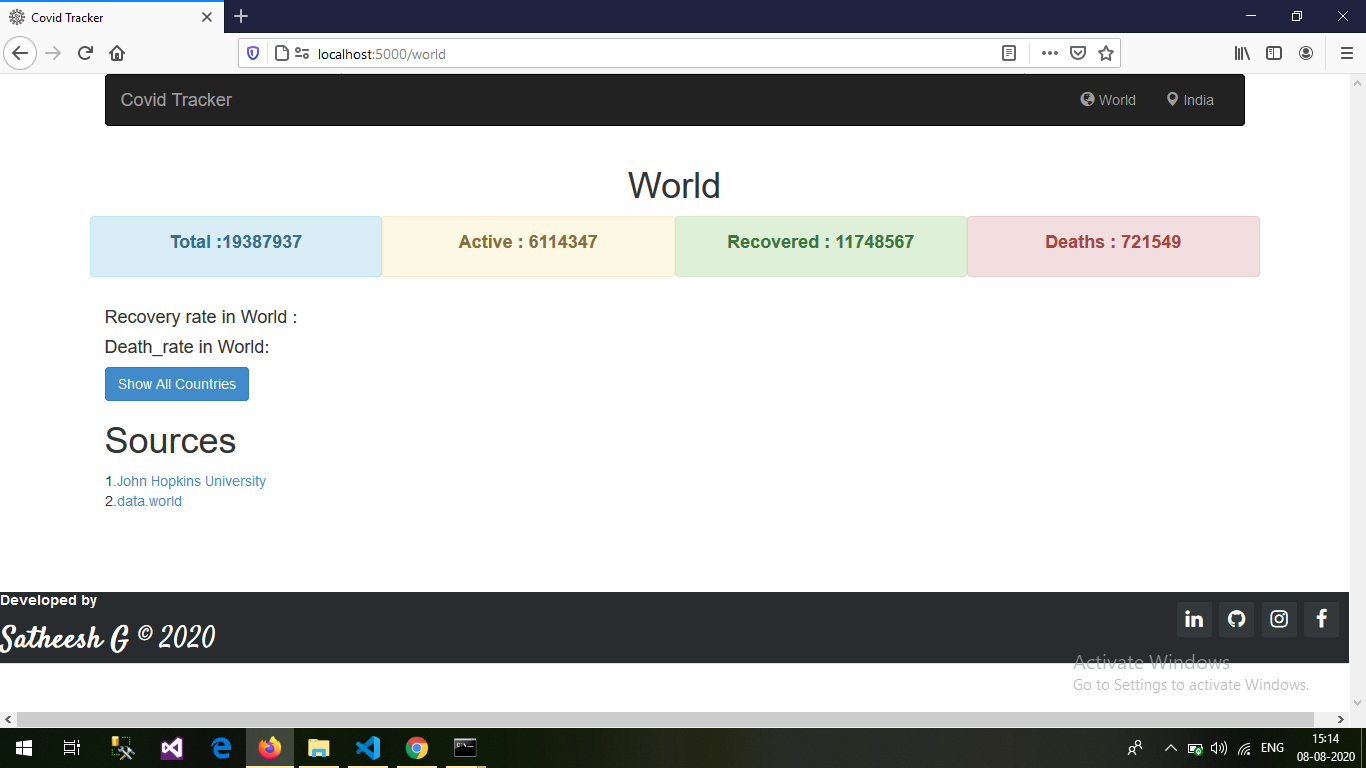 Covid Tracker
localhost:5000/world
Covid Tracker World India
World
Total :19387937 Active : 6114347 Recovered : 11748567 Deaths : 721549
Recovery rate in World :
Death_rate in World:
Show All Countries
Sources
1.John Hopkins University
2.data.world
Developed by
Satheesh G © 2020
Activate Windows
Go to Settings to activate Windows.
ENG 15:14
08-08-2020